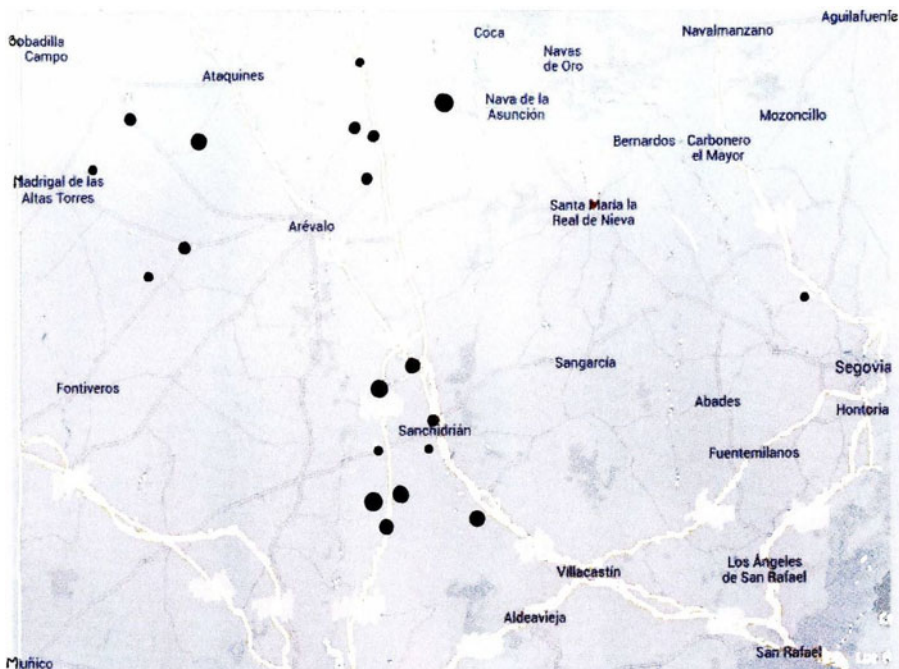 Aguilafuente
Coca
Navalmanzano
Bobadilla
Campo
Navas
de Oro
Ataquines
Nava de la
Asunción
Mozoncillo
Bernardos
Carbonero
el Mayor
Madrigal de las
Altas Torres
Santa María la
Real de Nieva
Arévalo
Sangarcía
Segovia
Fontiveros
Abades
Hontoria
Sanchidrián
Fuentemilanos
Villacastín
Los Ángeles
de San Rafael
Aldeavieja
San Rafael
Muñico